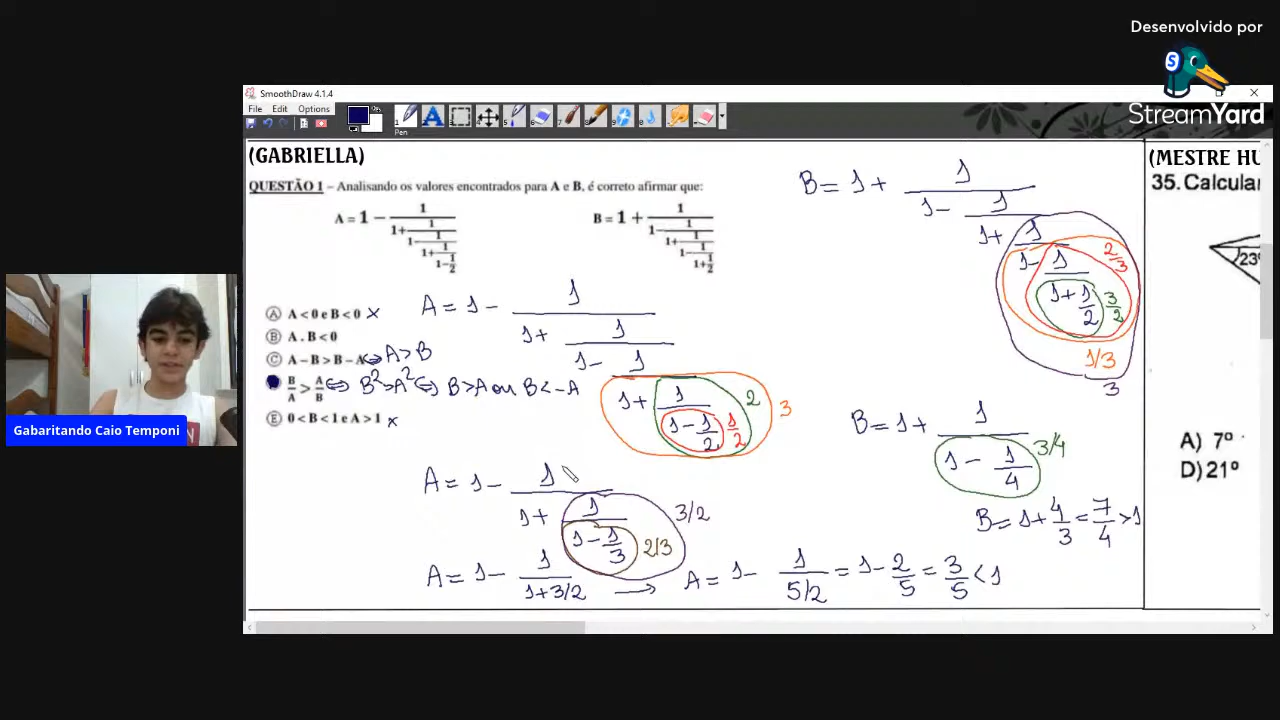 Desenvolvido por
StreamYard
SmoothDraw 4.1.4
File Edit Options
Pen
(GABRIELLA)
QUESTÃO 1 – Analisando os valores encontrados para A e B, é correto afirmar que:
A = 1 - 1/(1+1/(1-1/(1+1/(1-1/2))))
B = 1 + 1/(1-1/(1+1/(1-1/(1+1/2))))
A A < 0 e B < 0 x
B A . B < 0
C A – B > B – A ⇔ A > B
B/A > A/B ⇔ B² > A² ⇔ B > A ou B < -A
E 0 < B < 1 e A > 1 x
A = 1 - 1/(1+1/(1-1/(1+1/(1-1/2))))
1/2
2
3
A = 1 - 1/(1+1/(1-1/3))
2/3
3/2
A = 1 - 1/(1+3/2) → A = 1 - 1/(5/2) = 1 - 2/5 = 3/5 < 1
B = 1 + 1/(1-1/(1+1/(1-1/(1+1/2))))
3/2
2/3
1/3
3
B = 1 + 1/(1-1/4)
3/4
B = 1 + 4/3 = 7/4 > 1
(MESTRE HU
35. Calcula
23º
A) 7º
D) 21º
Gabaritando Caio Temponi